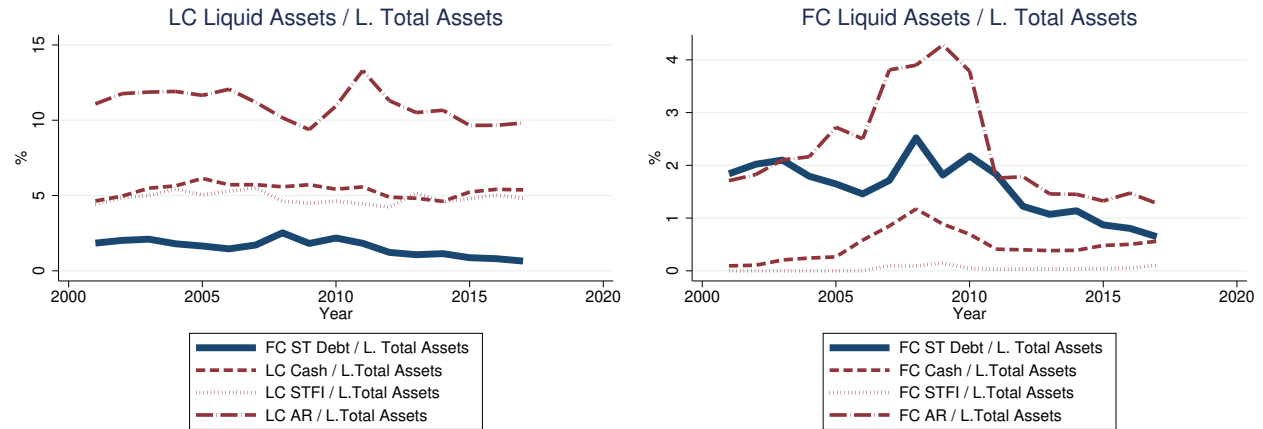 LC Liquid Assets / L. Total Assets
15
10
5
0
%
2000
2005
2010
2015
2020
Year
FC ST Debt / L. Total Assets
LC Cash / L.Total Assets
LC STFI / L.Total Assets
LC AR / L.Total Assets
FC Liquid Assets / L. Total Assets
4
3
2
1
0
%
2000
2005
2010
2015
2020
Year
FC ST Debt / L. Total Assets
FC Cash / L.Total Assets
FC STFI / L.Total Assets
FC AR / L.Total Assets